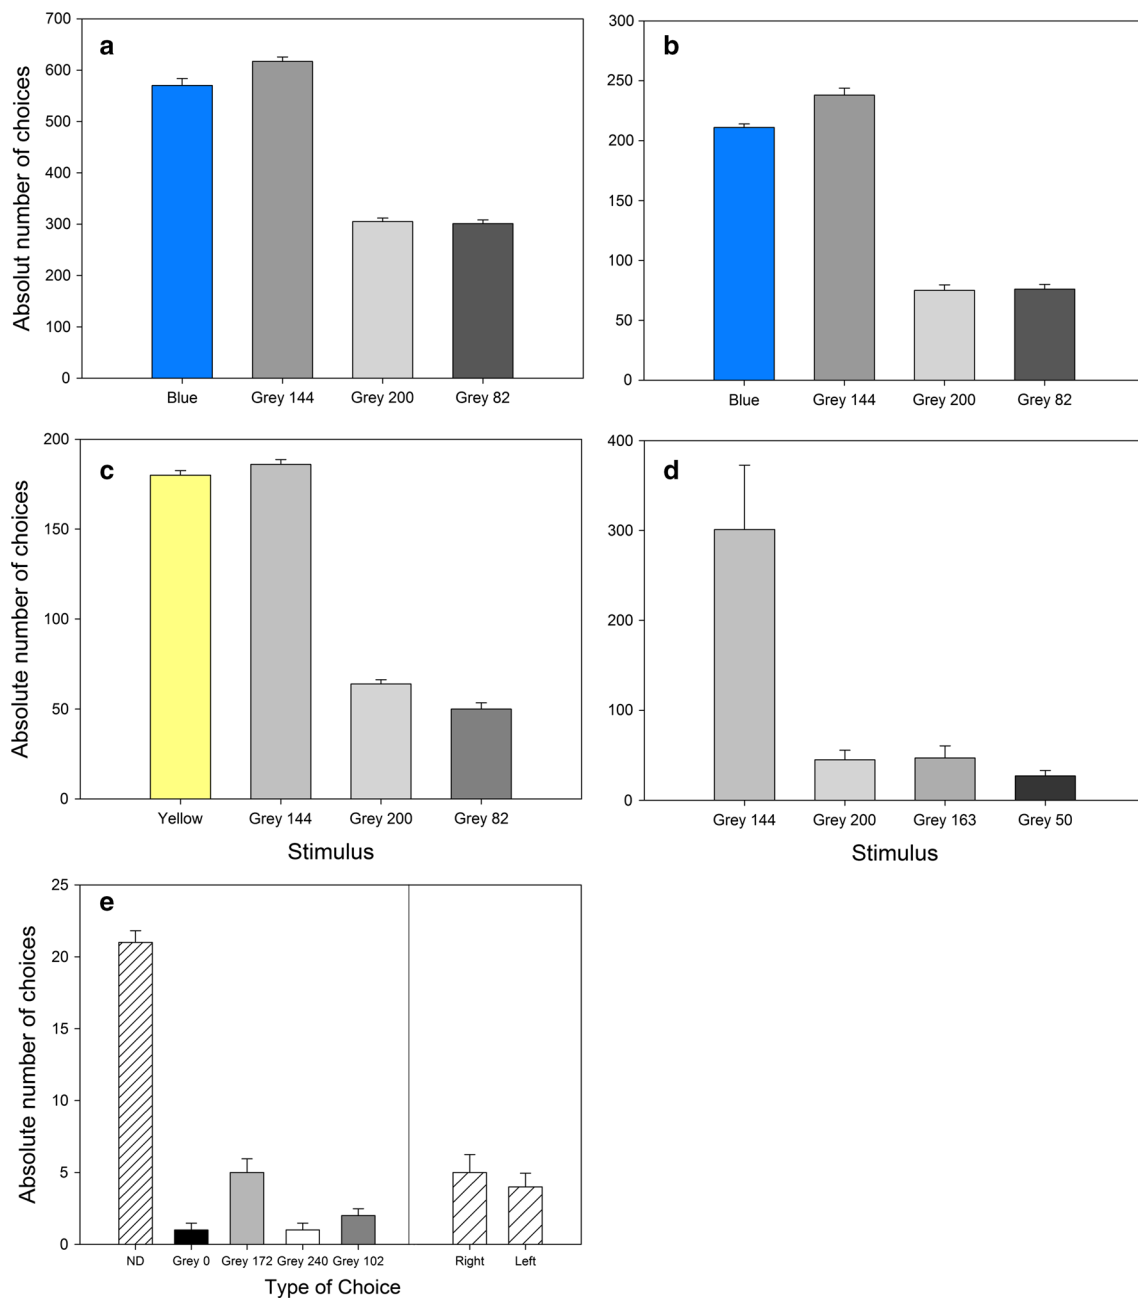 a
Absolut number of choices
700
600
500
400
300
200
100
0
Blue Grey 144 Grey 200 Grey 82
b
300
250
200
150
100
50
0
Blue Grey 144 Grey 200 Grey 82
c
Absolute number of choices
200
150
100
50
0
Yellow Grey 144 Grey 200 Grey 82
Stimulus
d
400
300
200
100
0
Grey 144 Grey 200 Grey 163 Grey 50
Stimulus
e
Absolute number of choices
25
20
15
10
5
0
ND Grey 0 Grey 172 Grey 240 Grey 102 Right Left
Type of Choice